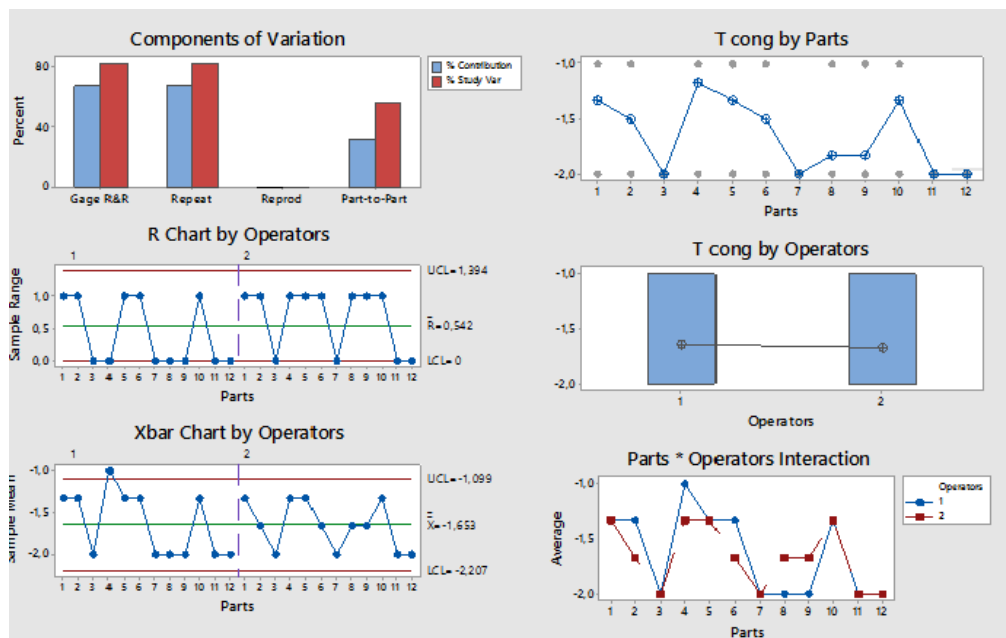 Components of Variation
80
40
0
Percent
Gage R&R Repeat Reprod Part-to-Part
% Contribution
% Study Var
R Chart by Operators
1 2
1,0
0,5
0,0
Sample Range
UCL=1,394
R=0,542
LCL=0
1 2 3 4 5 6 7 8 9 10 11 12 1 2 3 4 5 6 7 8 9 10 11 12
Parts
Xbar Chart by Operators
1 2
-1,0
-1,5
-2,0
Sample Mean
UCL=-1,099
X=-1,653
LCL=-2,207
1 2 3 4 5 6 7 8 9 10 11 12 1 2 3 4 5 6 7 8 9 10 11 12
Parts
T cong by Parts
-1,0
-1,5
-2,0
1 2 3 4 5 6 7 8 9 10 11 12
Parts
T cong by Operators
-1,0
-1,5
-2,0
1 2
Operators
Parts * Operators Interaction
-1,0
-1,5
-2,0
Average
1 2 3 4 5 6 7 8 9 10 11 12
Parts
Operators
1
2